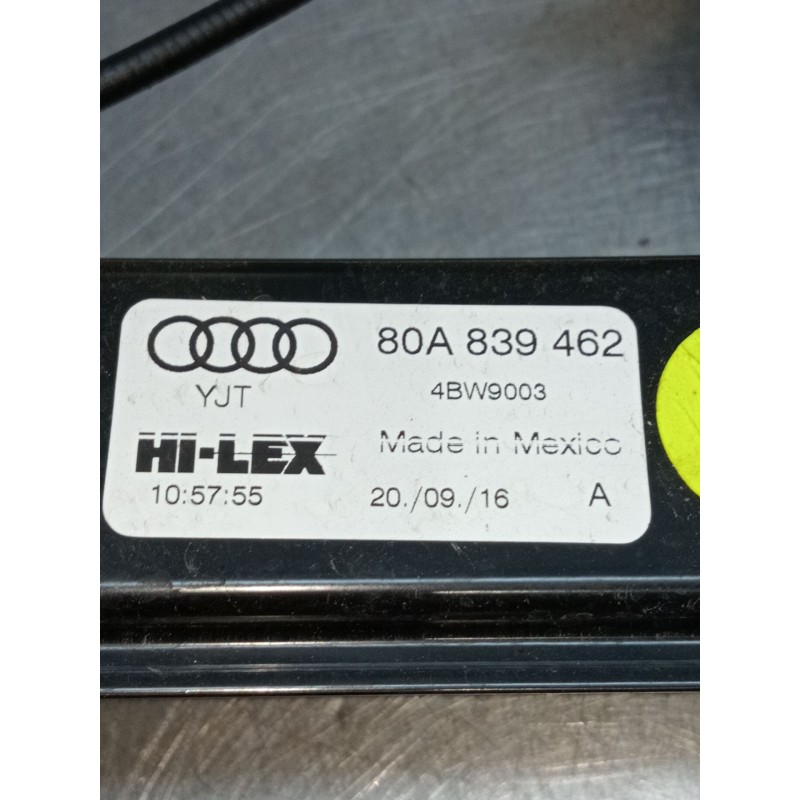 80A 839 462
YJT 4BW9003
HI-LEX Made in Mexico
10:57:55 20./09./16 A